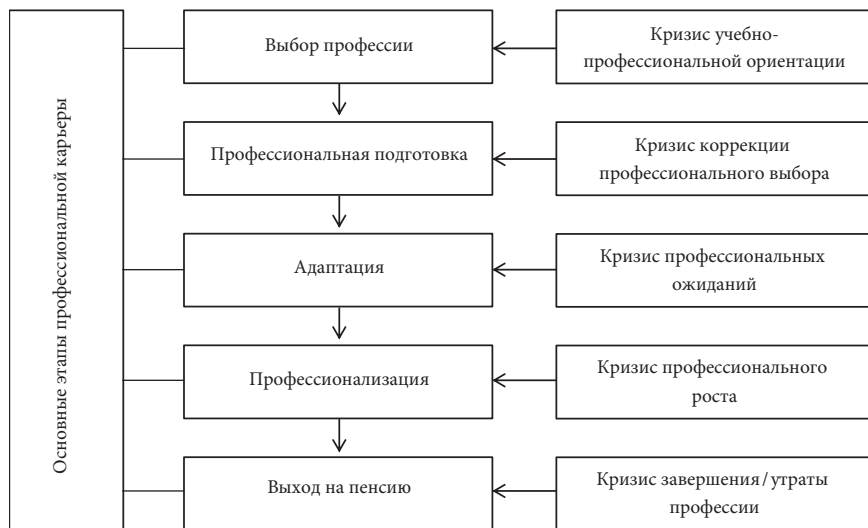 Основные этапы профессиональной карьеры
Выбор профессии
Кризис учебно-
профессиональной ориентации
Профессиональная подготовка
Кризис коррекции
профессионального выбора
Адаптация
Кризис профессиональных
ожиданий
Профессионализация
Кризис профессионального
роста
Выход на пенсию
Кризис завершения/утраты
профессии